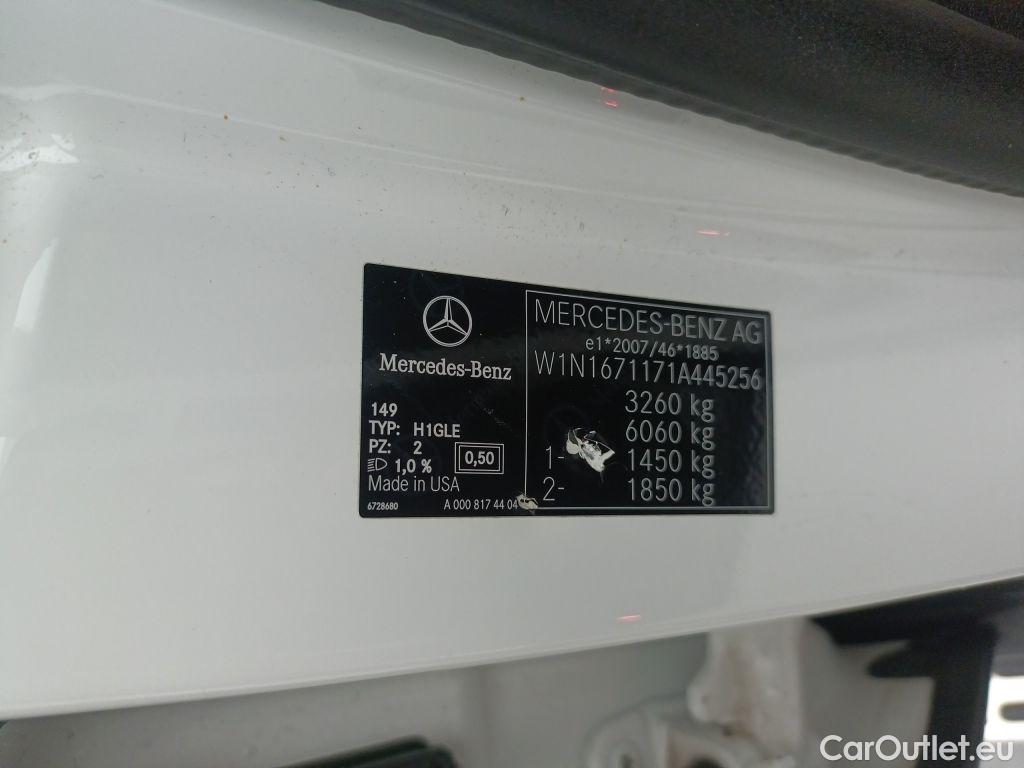 Mercedes-Benz
149
TYP: H1GLE
PZ: 2
1,0 %
0,50
Made in USA
6728680
A 000 817 44 04
MERCEDES-BENZ AG
e1*2007/46*1885
W1N1671171A445256
3260 kg
6060 kg
1- 1450 kg
2- 1850 kg
CarOutlet.eu